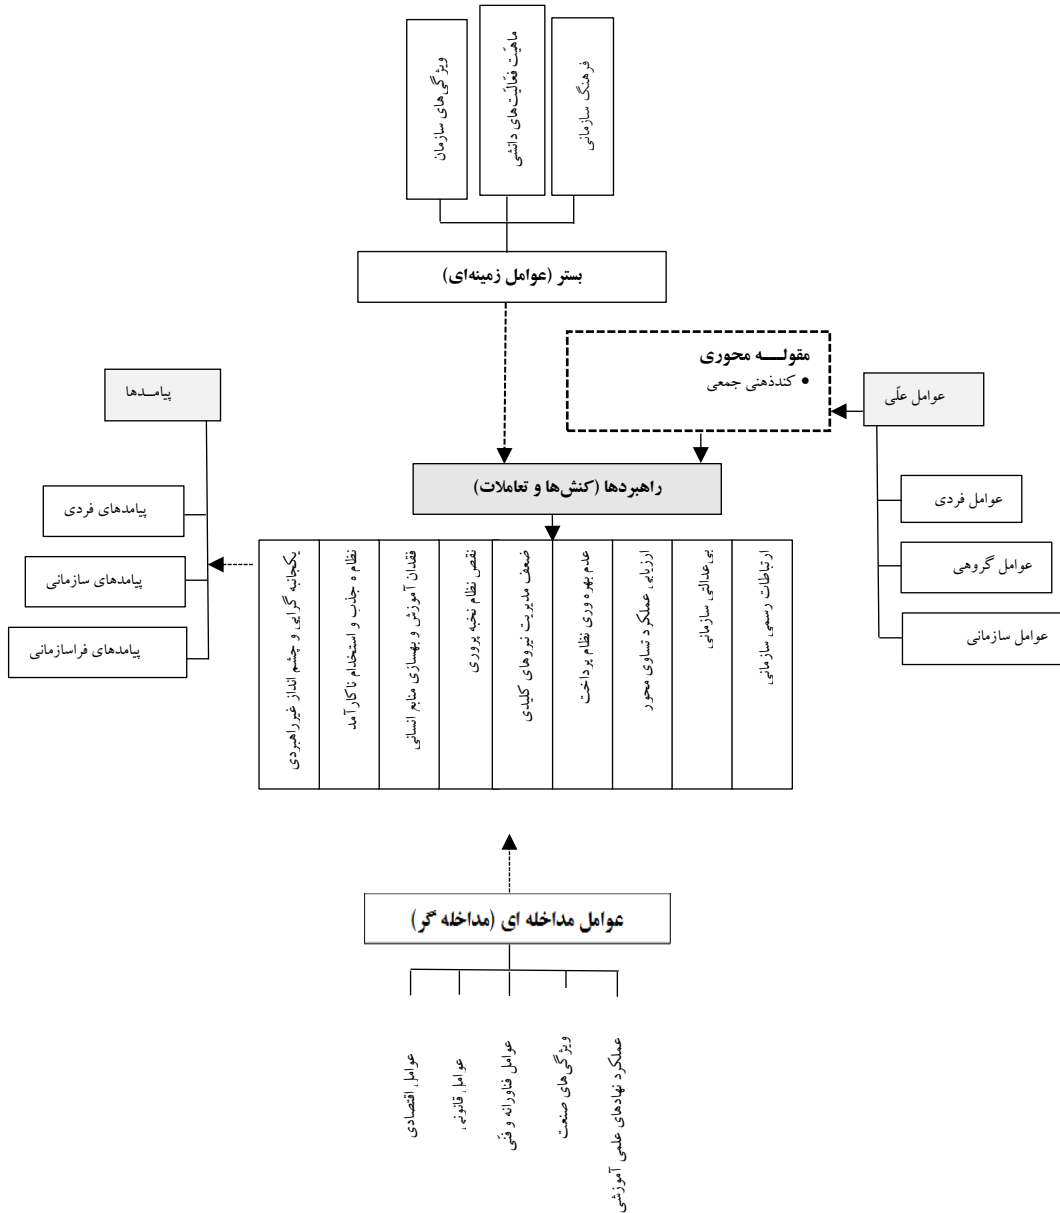 فرهنگ سازمانی
ماهیّت فعالیّت‌های دانشی
ویژگی‌های سازمان
بستر (عوامل زمینه‌ای)
مقولــه محوری
• کندذهنی جمعی
عوامل علّی
عوامل فردی
عوامل گروهی
عوامل سازمانی
راهبردها (کنش‌ها و تعاملات)
ارتباطات رسمی سازمانی
بی‌عدالتی سازمانی
ارزیابی عملکرد تساوی محور
عدم بهره وری نظام پرداخت
ضعف مدیریت نیروهای کلیدی
نقص نظام نخبه پروری
فقدان آموزش و بهسازی منابع انسانی
نظام ه جذب و استخدام ناکارآمد
یکجانبه گرایی و چشم انداز غیرراهبردی
پیامـدها
پیامدهای فردی
پیامدهای سازمانی
پیامدهای فراسازمانی
عوامل مداخله ای (مداخله گر)
عملکرد نهادهای علمی آموزشی
ویژگی‌های صنعت
عوامل فناورانه و فنّی
عوامل قانونی
عوامل اقتصادی